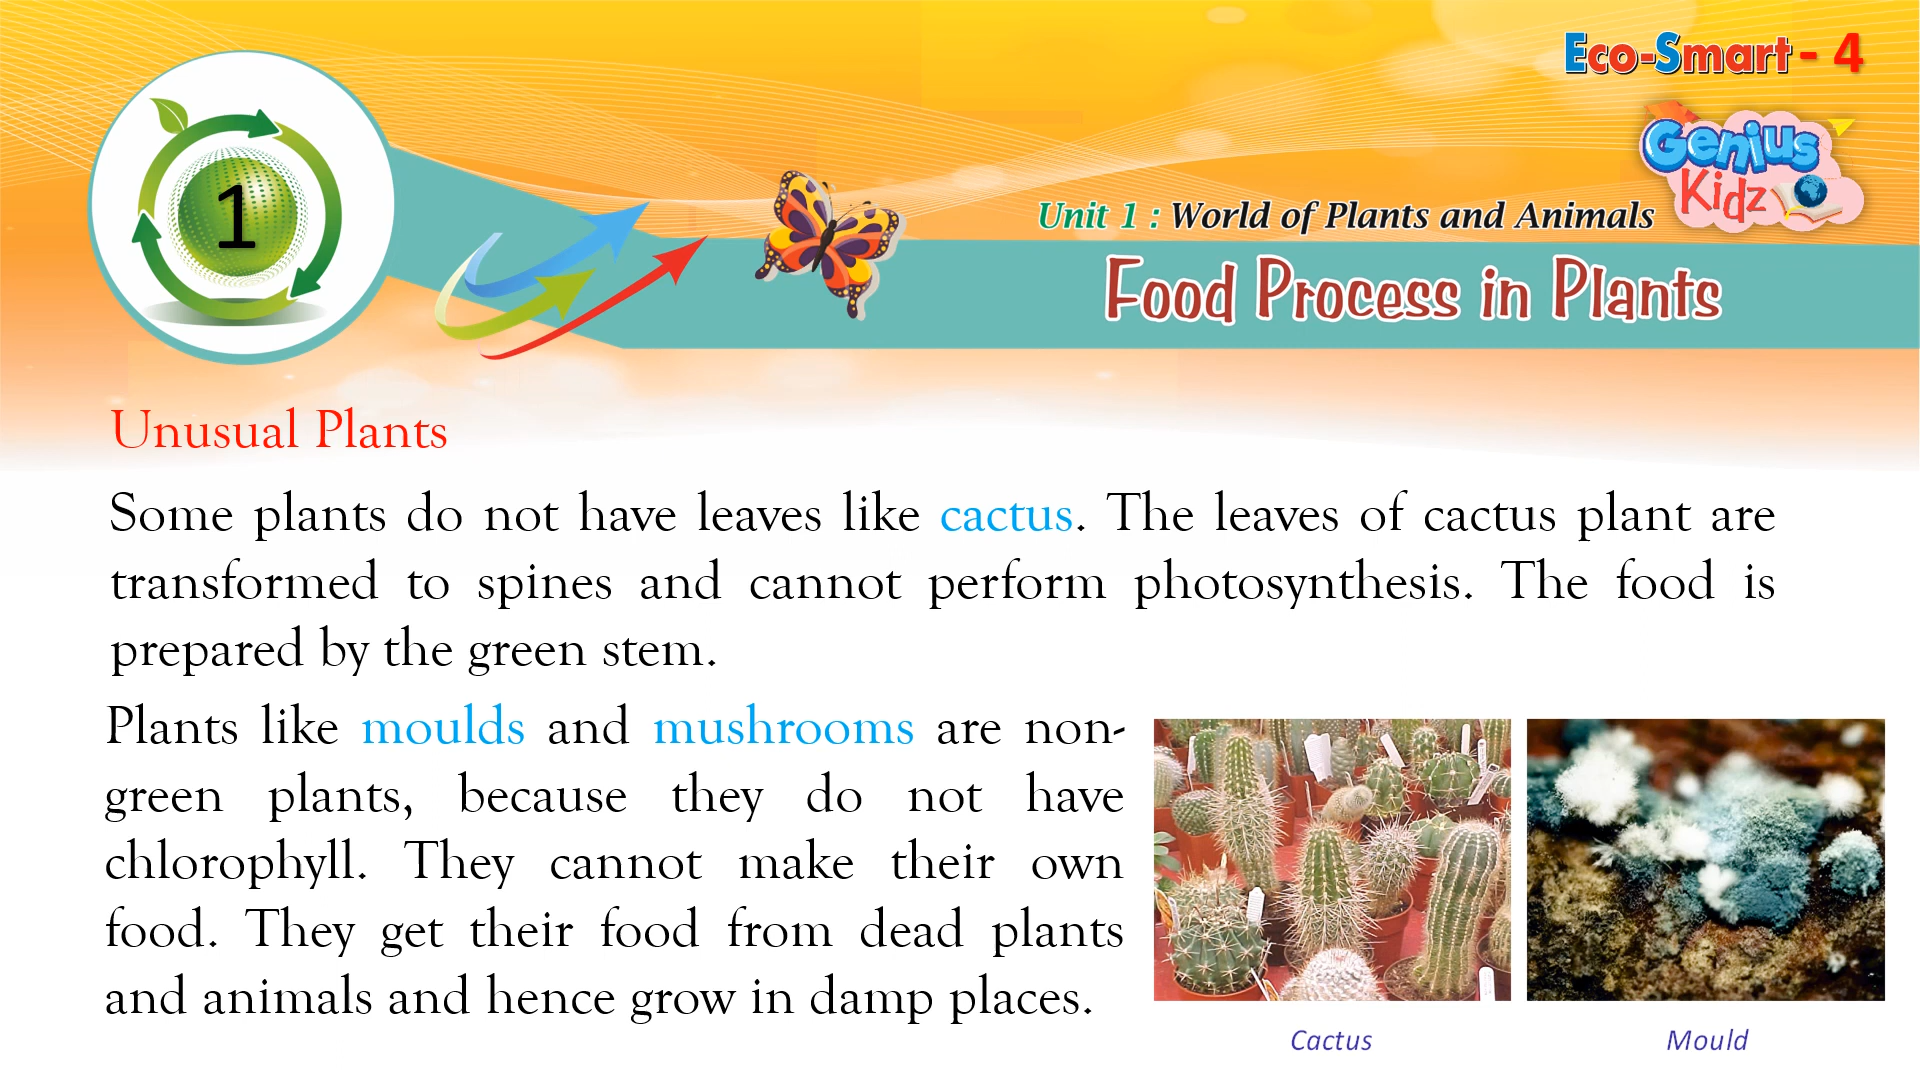 Eco-Smart - 4
Genius
Kidz
1
Unit 1 : World of Plants and Animals
Food Process in Plants
Unusual Plants
Some plants do not have leaves like cactus. The leaves of cactus plant are
transformed to spines and cannot perform photosynthesis. The food is
prepared by the green stem.
Plants like moulds and mushrooms are non-
green plants, because they do not have
chlorophyll. They cannot make their own
food. They get their food from dead plants
and animals and hence grow in damp places.
Cactus
Mould